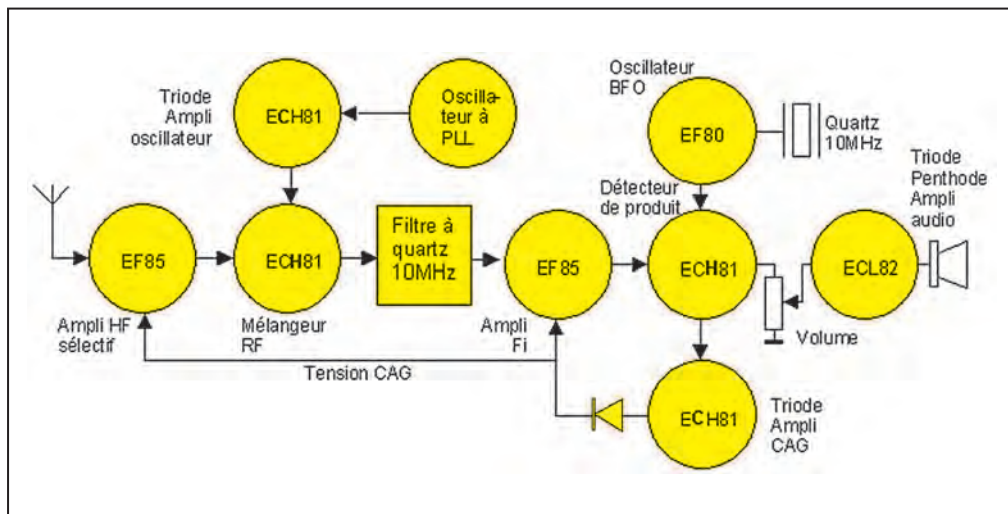 Triode
Ampli
oscillateur
ECH81
Oscilla-
teur à
PLL
Oscillateur
BFO
EF80
Quartz
10MHz
Triode
Penthode
Ampli
audio
Détecteur
de produit
EF85
ECH81
Filtre à
quartz
10MHz
EF85
ECH81
ECL82
Ampli HF
sélectif
Mélangeur
RF
Ampli
Fi
Volume
Tension CAG
ECH81
Triode
Ampli
CAG